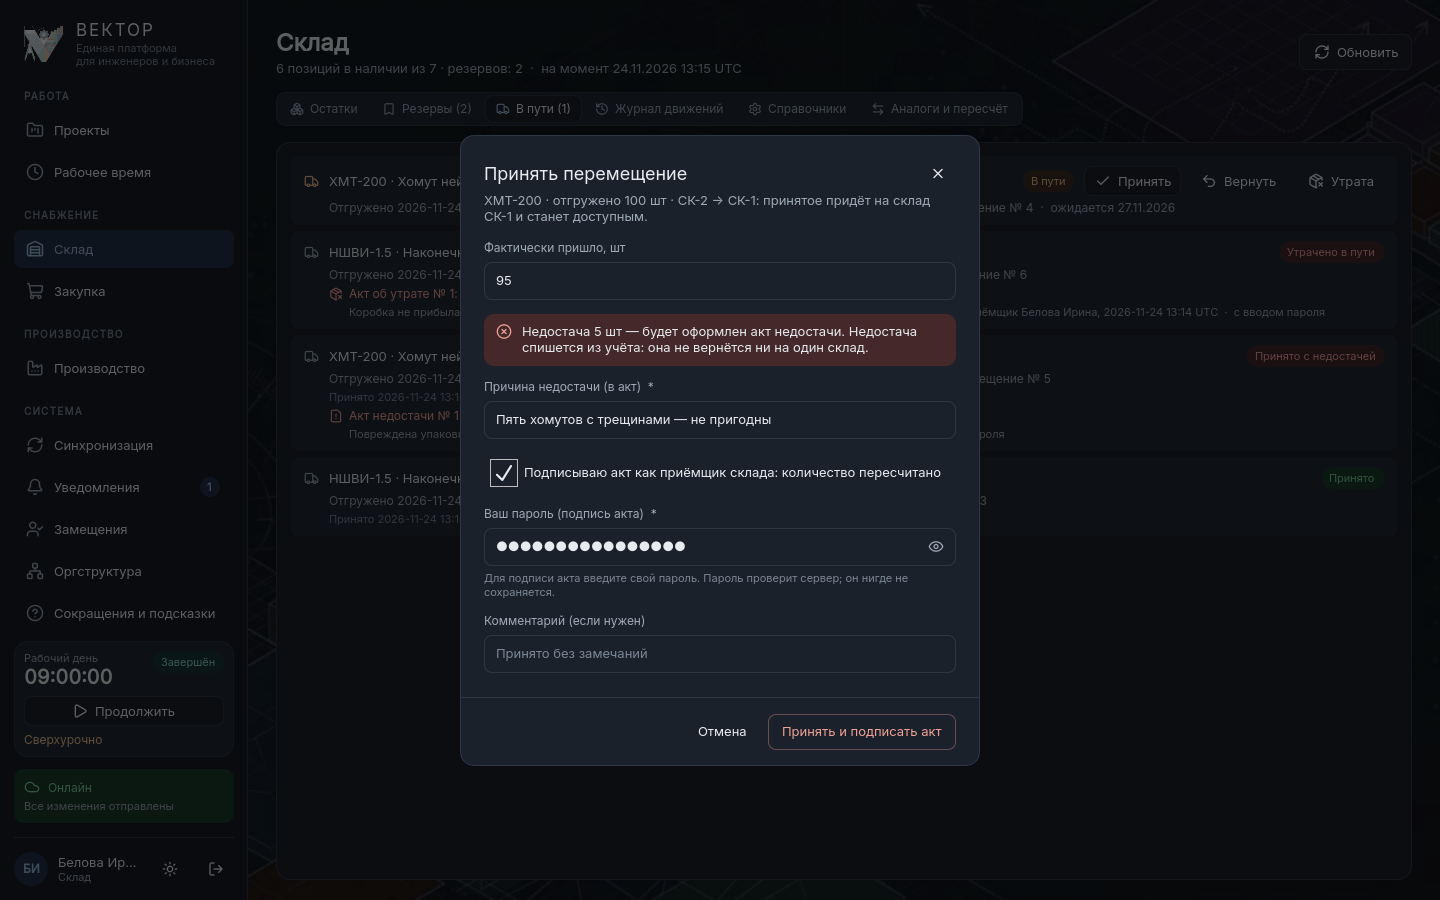 ВЕКТОР
Единая платформа
для инженеров и бизнеса
РАБОТА
Проекты
Рабочее время
СНАБЖЕНИЕ
Склад
Закупка
ПРОИЗВОДСТВО
Производство
СИСТЕМА
Синхронизация
Уведомления 1
Замещения
Оргструктура
Сокращения и подсказки
Рабочий день Завершён
09:00:00
Продолжить
Сверхурочно
Онлайн
Все изменения отправлены
БИ Белова Ир...
Склад
Склад
6 позиций в наличии из 7 · резервов: 2 · на момент 24.11.2026 13:15 UTC
Обновить
Остатки Резервы (2) В пути (1) Журнал движений Справочники Аналоги и пересчёт
ХМТ-200 · Хомут ней
В пути Принять Вернуть Утрата
Отгружено 2026-11-24
ение № 4 · ожидается 27.11.2026
НШВИ-1.5 · Наконечн
Утрачено в пути
Отгружено 2026-11-24
ние № 6
Акт об утрате № 1:
Коробка не прибыла
ёмщик Белова Ирина, 2026-11-24 13:14 UTC · с вводом пароля
ХМТ-200 · Хомут ней
Принято с недостачей
Отгружено 2026-11-24
ещение № 5
Принято 2026-11-24 13:1
Акт недостачи № 1
Повреждена упаковк
роля
НШВИ-1.5 · Наконечн
Принято
Отгружено 2026-11-24
3
Принято 2026-11-24 13:1
Принять перемещение
ХМТ-200 · отгружено 100 шт · СК-2 → СК-1: принятое придёт на склад
СК-1 и станет доступным.
Фактически пришло, шт
95
Недостача 5 шт — будет оформлен акт недостачи. Недостача
спишется из учёта: она не вернётся ни на один склад.
Причина недостачи (в акт) *
Пять хомутов с трещинами — не пригодны
Подписываю акт как приёмщик склада: количество пересчитано
Ваш пароль (подпись акта) *
●●●●●●●●●●●●●●●●
Для подписи акта введите свой пароль. Пароль проверит сервер; он нигде не
сохраняется.
Комментарий (если нужен)
Принято без замечаний
Отмена Принять и подписать акт